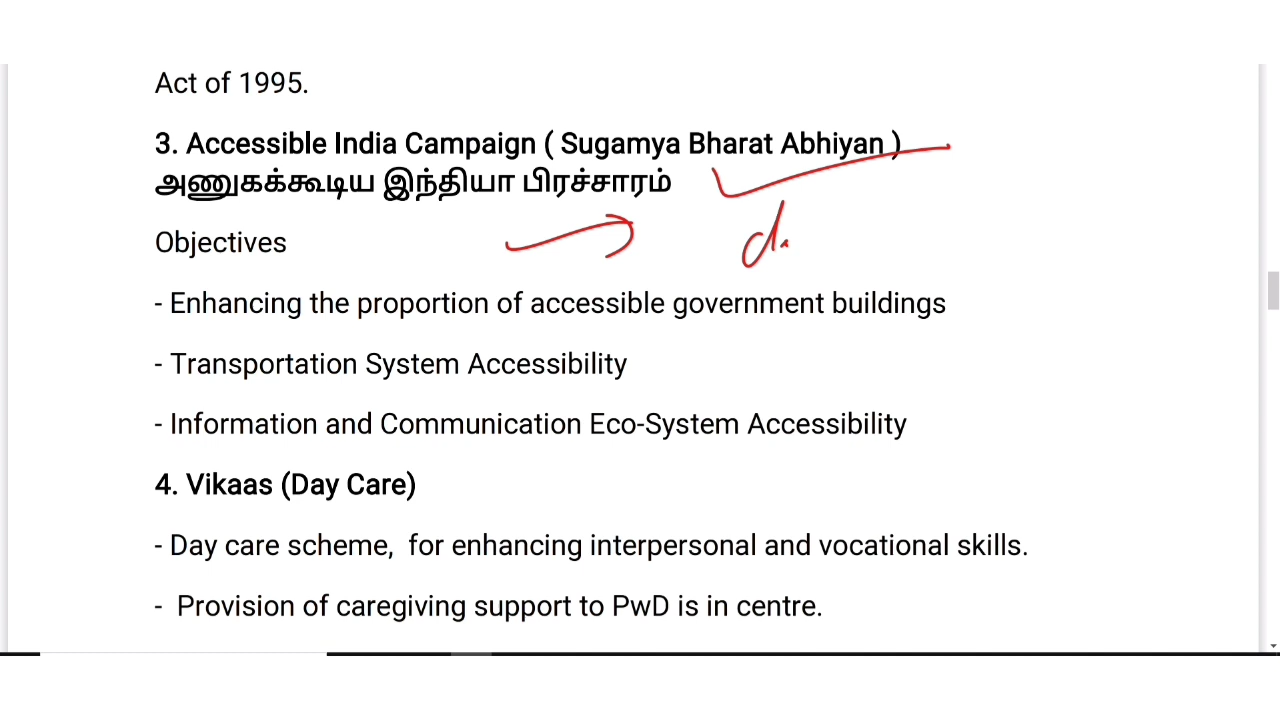 Act of 1995.
3. Accessible India Campaign ( Sugamya Bharat Abhiyan )
அணுகக்கூடிய இந்தியா பிரச்சாரம்
Objectives
- Enhancing the proportion of accessible government buildings
- Transportation System Accessibility
- Information and Communication Eco-System Accessibility
4. Vikaas (Day Care)
- Day care scheme,  for enhancing interpersonal and vocational skills.
-  Provision of caregiving support to PwD is in centre.